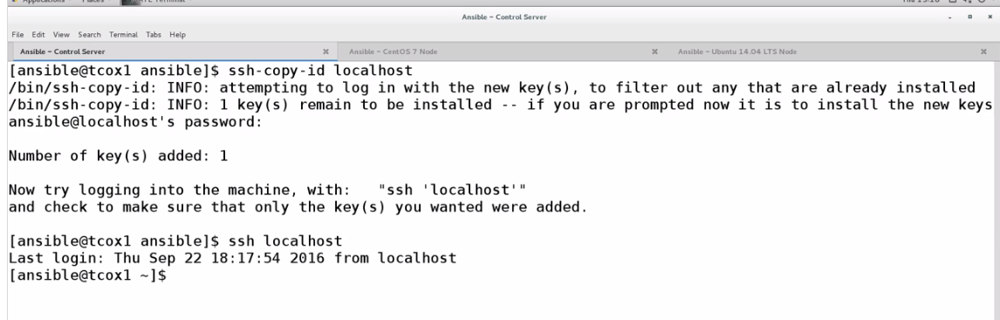 Applications Places Terminal
Ansible - Control Server
File Edit View Search Terminal Tabs Help
Ansible - Control Server Ansible - CentOS 7 Node Ansible - Ubuntu 14.04 LTS Node
[ansible@tcox1 ansible]$ ssh-copy-id localhost
/bin/ssh-copy-id: INFO: attempting to log in with the new key(s), to filter out any that are already installed
/bin/ssh-copy-id: INFO: 1 key(s) remain to be installed -- if you are prompted now it is to install the new keys
ansible@localhost's password:
Number of key(s) added: 1
Now try logging into the machine, with:   "ssh 'localhost'"
and check to make sure that only the key(s) you wanted were added.
[ansible@tcox1 ansible]$ ssh localhost
Last login: Thu Sep 22 18:17:54 2016 from localhost
[ansible@tcox1 ~]$